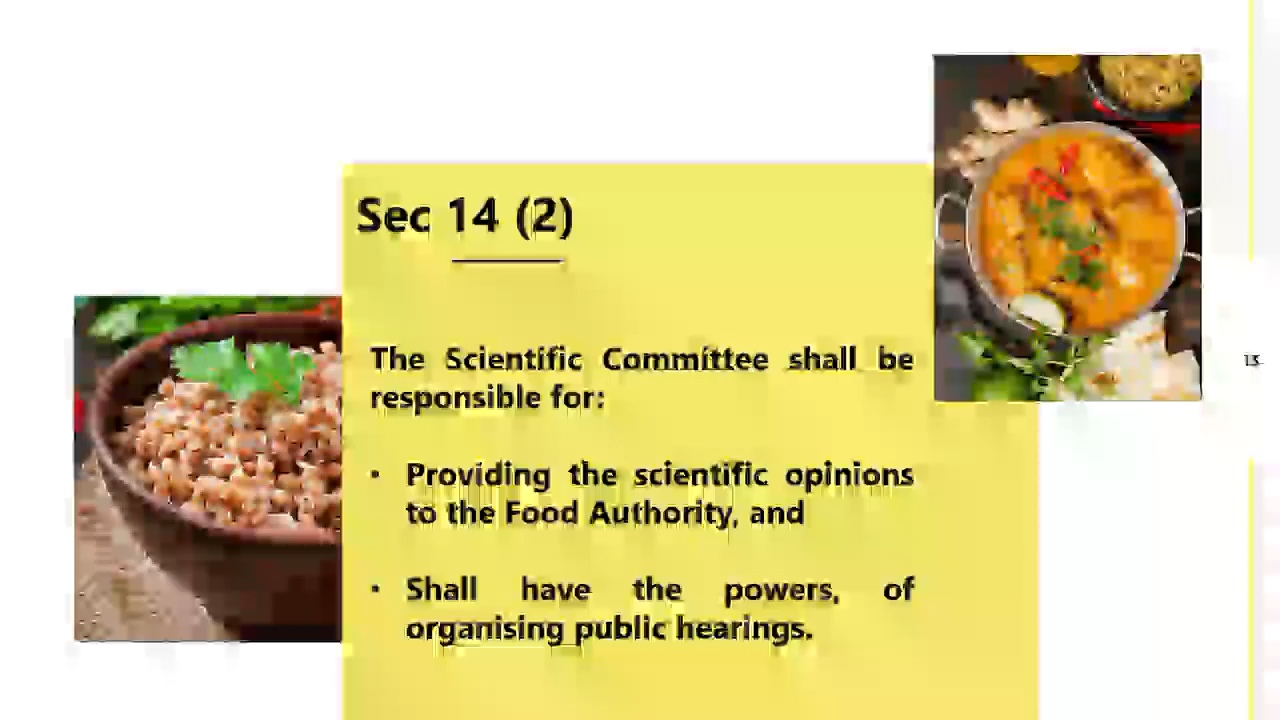 Sec 14 (2)
The Scientific Committee shall be
responsible for:
• Providing the scientific opinions
to the Food Authority, and
• Shall have the powers, of
organising public hearings.
13